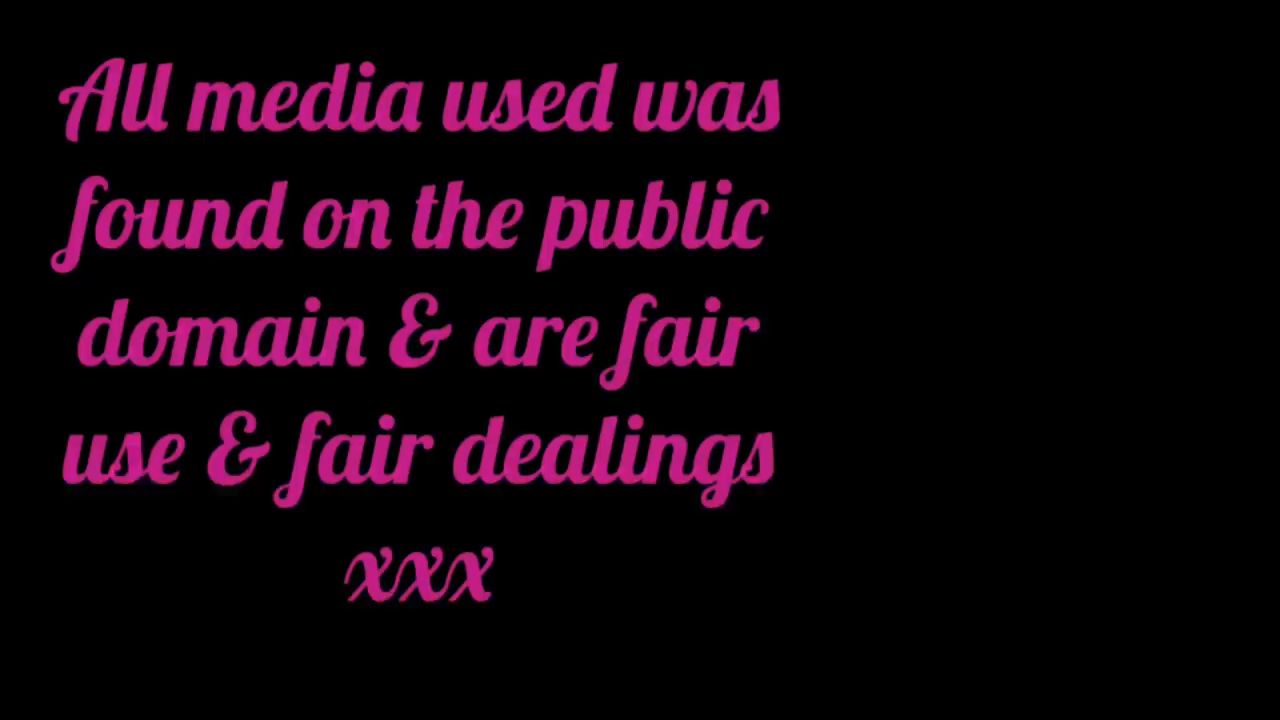 All media used was
found on the public
domain & are fair
use & fair dealings
xxx